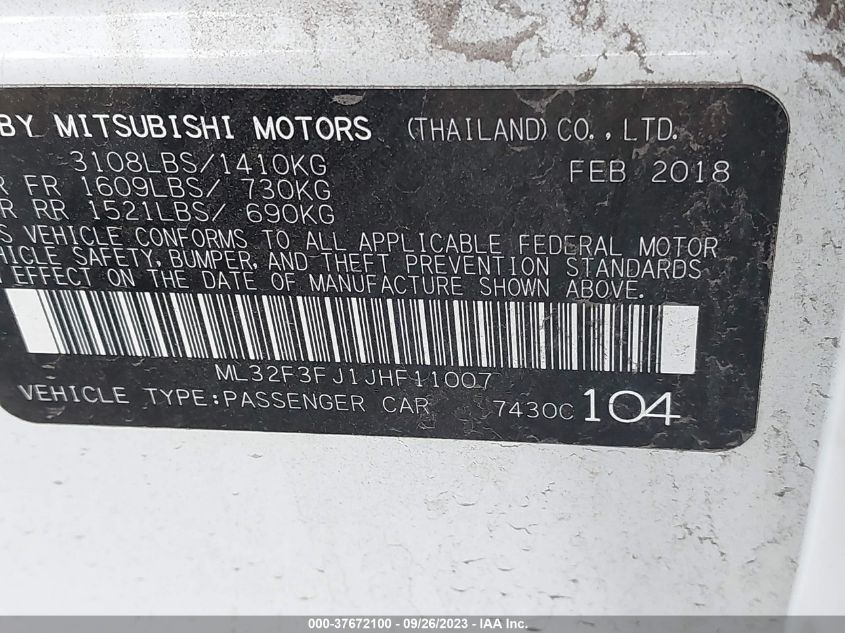 BY MITSUBISHI MOTORS (THAILAND) CO., LTD.
3108LBS/1410KG FEB 2018
R FR 1609LBS/ 730KG
R RR 1521LBS/ 690KG
S VEHICLE CONFORMS TO ALL APPLICABLE FEDERAL MOTOR
HICLE SAFETY, BUMPER, AND THEFT PREVENTION STANDARDS
EFFECT ON THE DATE OF MANUFACTURE SHOWN ABOVE.
ML32F3FJ1JHF11007
VEHICLE TYPE:PASSENGER CAR 7430C 104
000-37672100 - 09/26/2023 - IAA Inc.